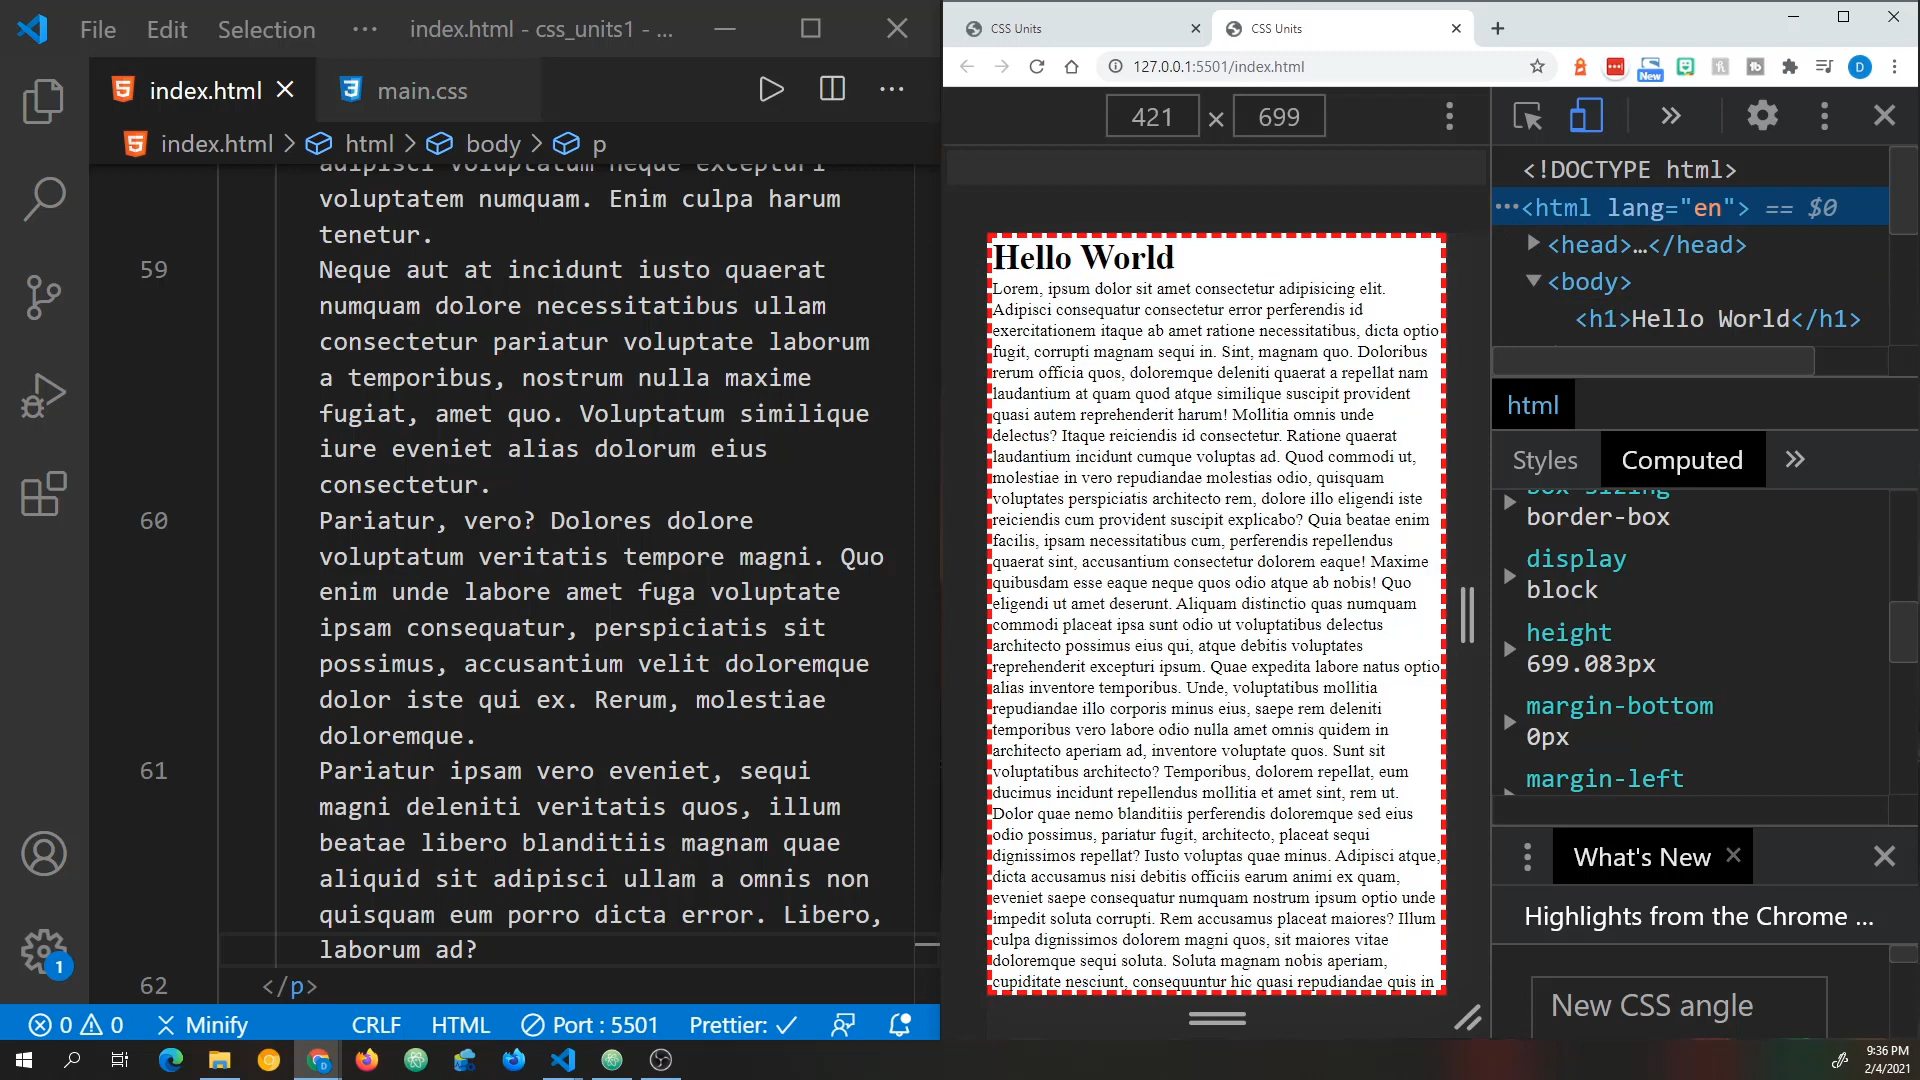 File Edit Selection ··· index.html - css_units1 - ...
index.html
main.css
index.html > html > body > p
adipisci voluptatum neque excepturi
voluptatem numquam. Enim culpa harum
tenetur.
59 Neque aut at incidunt iusto quaerat
numquam dolore necessitatibus ullam
consectetur pariatur voluptate laborum
a temporibus, nostrum nulla maxime
fugiat, amet quo. Voluptatum similique
iure eveniet alias dolorum eius
consectetur.
60 Pariatur, vero? Dolores dolore
voluptatum veritatis tempore magni. Quo
enim unde labore amet fuga voluptate
ipsam consequatur, perspiciatis sit
possimus, accusantium velit doloremque
dolor iste qui ex. Rerum, molestiae
doloremque.
61 Pariatur ipsam vero eveniet, sequi
magni deleniti veritatis quos, illum
beatae libero blanditiis magnam quae
aliquid sit adipisci ullam a omnis non
quisquam eum porro dicta error. Libero,
laborum ad?
62 </p>
1
0 0 Minify CRLF HTML Port : 5501 Prettier: ✓
CSS Units
CSS Units
127.0.0.1:5501/index.html
New
D
421 × 699
Hello World
Lorem, ipsum dolor sit amet consectetur adipisicing elit.
Adipisci consequatur consectetur error perferendis id
exercitationem itaque ab amet ratione necessitatibus, dicta optio
fugit, corrupti magnam sequi in. Sint, magnam quo. Doloribus
rerum officia quos, doloremque deleniti quaerat a repellat nam
laudantium at quam quod atque similique suscipit provident
quasi autem reprehenderit harum! Mollitia omnis unde
delectus? Itaque reiciendis id consectetur. Ratione quaerat
laudantium incidunt cumque voluptas ad. Quod commodi ut,
molestiae in vero repudiandae molestias odio, quisquam
voluptates perspiciatis architecto rem, dolore illo eligendi iste
reiciendis cum provident suscipit explicabo? Quia beatae enim
facilis, ipsam necessitatibus cum, perferendis repellendus
quaerat sint, accusantium consectetur dolorem eaque! Maxime
quibusdam esse eaque neque quos odio atque ab nobis! Quo
eligendi ut amet deserunt. Aliquam distinctio quas numquam
commodi placeat ipsa sunt odio ut voluptatibus delectus
architecto possimus eius qui, atque debitis voluptates
reprehenderit excepturi ipsum. Quae expedita labore natus optio
alias inventore temporibus. Unde, voluptatibus mollitia
repudiandae illo corporis minus eius, saepe rem deleniti
temporibus vero labore odio nulla amet omnis quidem in
architecto aperiam ad, inventore voluptate quos. Sunt sit
voluptatibus architecto? Temporibus, dolorem repellat, eum
ducimus incidunt repellendus mollitia et amet sint, rem ut.
Dolor quae nemo blanditiis perferendis doloremque sed eius
odio possimus, pariatur fugit, architecto, placeat sequi
dignissimos repellat? Iusto voluptas quae minus. Adipisci atque,
dicta accusamus nisi debitis officiis earum animi ex quam,
eveniet saepe consequatur numquam nostrum ipsum optio unde
impedit soluta corrupti. Rem accusamus placeat maiores? Illum
culpa dignissimos dolorem magni quos, sit maiores vitae
doloremque sequi soluta. Soluta magnam nobis aperiam,
cupiditate nesciunt, consequuntur hic quasi repudiandae quis in
<!DOCTYPE html>
···<html lang="en"> == $0
<head>…</head>
<body>
<h1>Hello World</h1>
html
Styles Computed
box-sizing
border-box
display
block
height
699.083px
margin-bottom
0px
margin-left
What's New
Highlights from the Chrome ...
New CSS angle
9:36 PM
2/4/2021